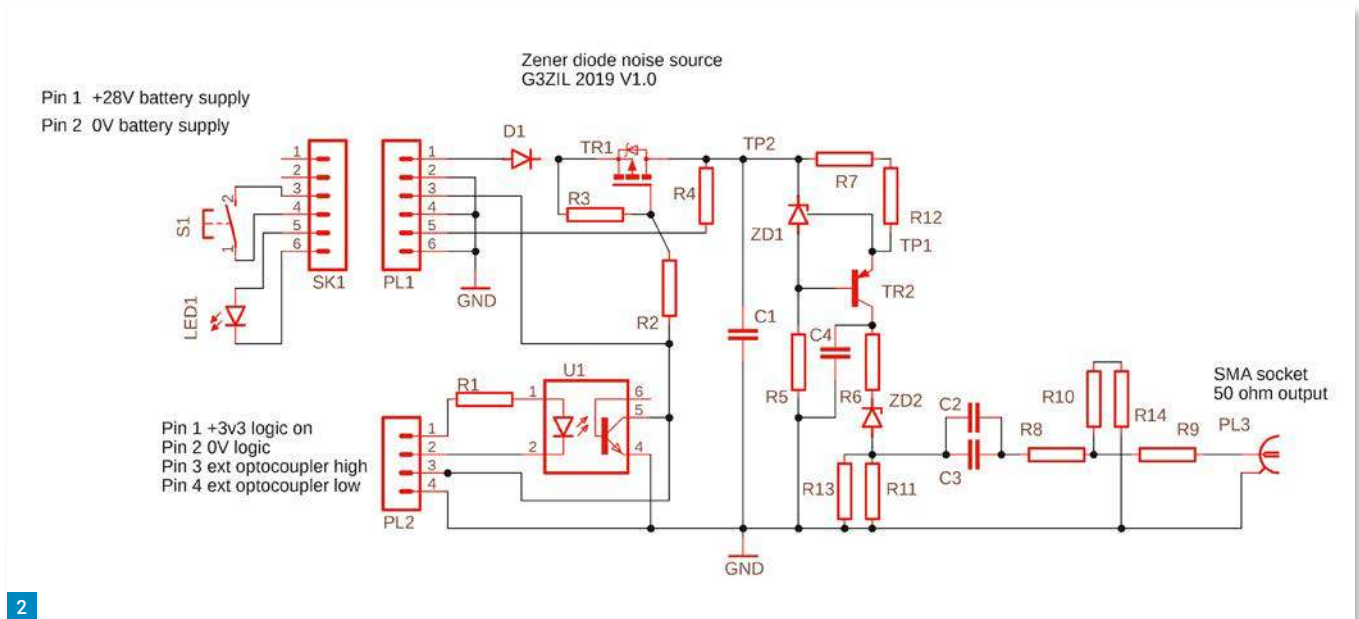 Zener diode noise source
G3ZIL 2019 V1.0
Pin 1 +28V battery supply
Pin 2 0V battery supply
S1
2
1
LED1
1
2
3
4
5
6
SK1
1
2
3
4
5
6
PL1
GND
D1
TR1
R3
R4
R2
TP2
R7
R12
TP1
ZD1
TR2
C1
R5
C4
R6
ZD2
R13
R11
C2
C3
R8
R10
R14
R9
SMA socket
50 ohm output
PL3
R1
U1
1
2
6
5
4
Pin 1 +3v3 logic on
Pin 2 0V logic
Pin 3 ext optocoupler high
Pin 4 ext optocoupler low
1
2
3
4
PL2
GND
2